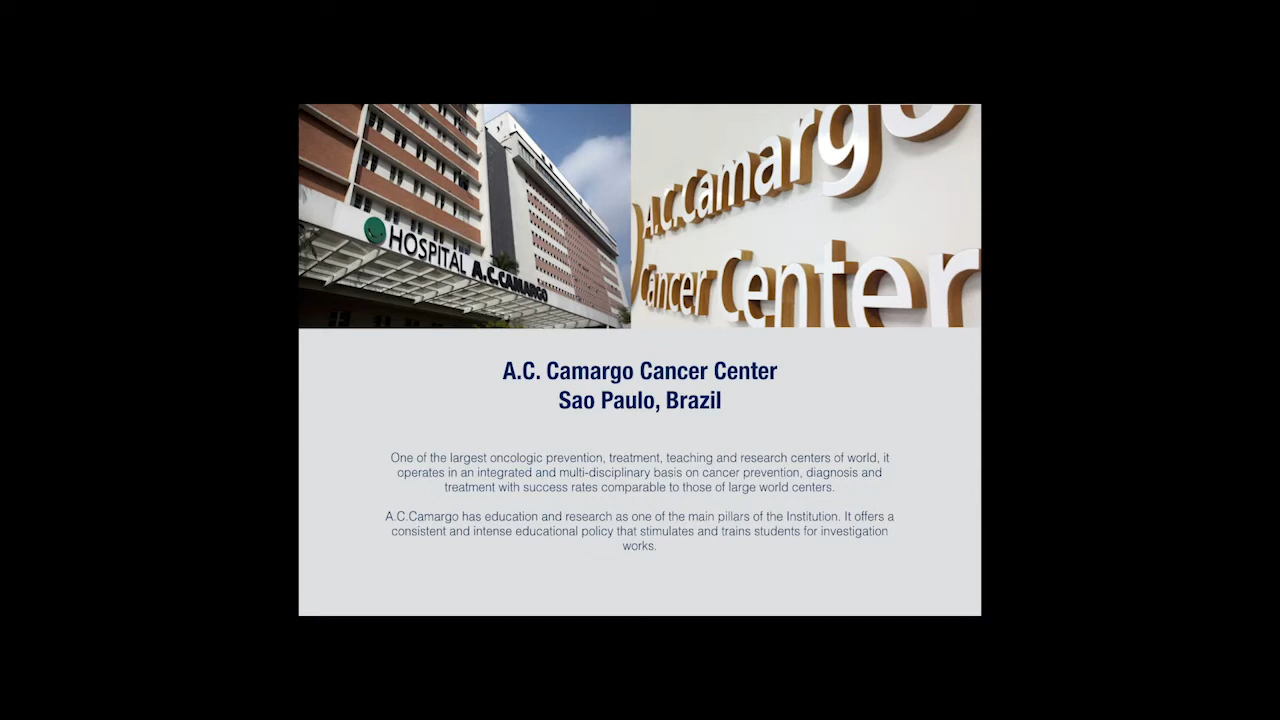 HOSPITAL A.C.CAMARGO
A.C.Camargo
Cancer Center
A.C. Camargo Cancer Center
Sao Paulo, Brazil
One of the largest oncologic prevention, treatment, teaching and research centers of world, it
operates in an integrated and multi-disciplinary basis on cancer prevention, diagnosis and
treatment with success rates comparable to those of large world centers.
A.C.Camargo has education and research as one of the main pillars of the Institution. It offers a
consistent and intense educational policy that stimulates and trains students for investigation
works.